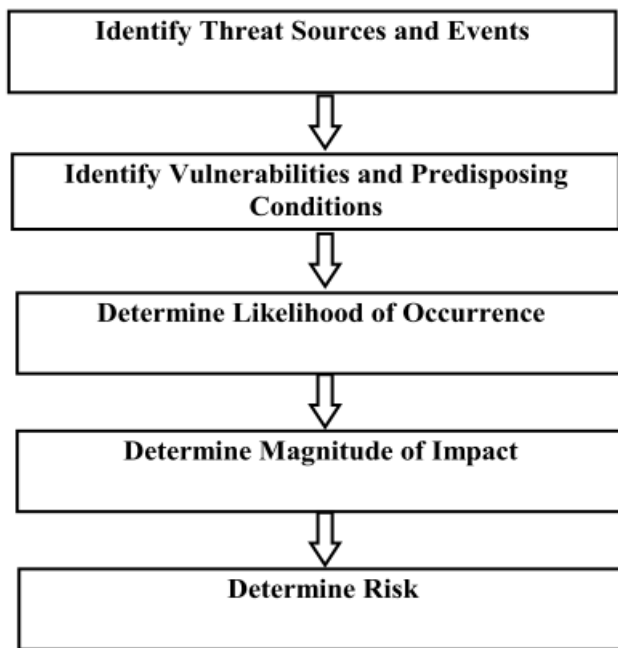 Identify Threat Sources and Events
Identify Vulnerabilities and Predisposing
Conditions
Determine Likelihood of Occurrence
Determine Magnitude of Impact
Determine Risk